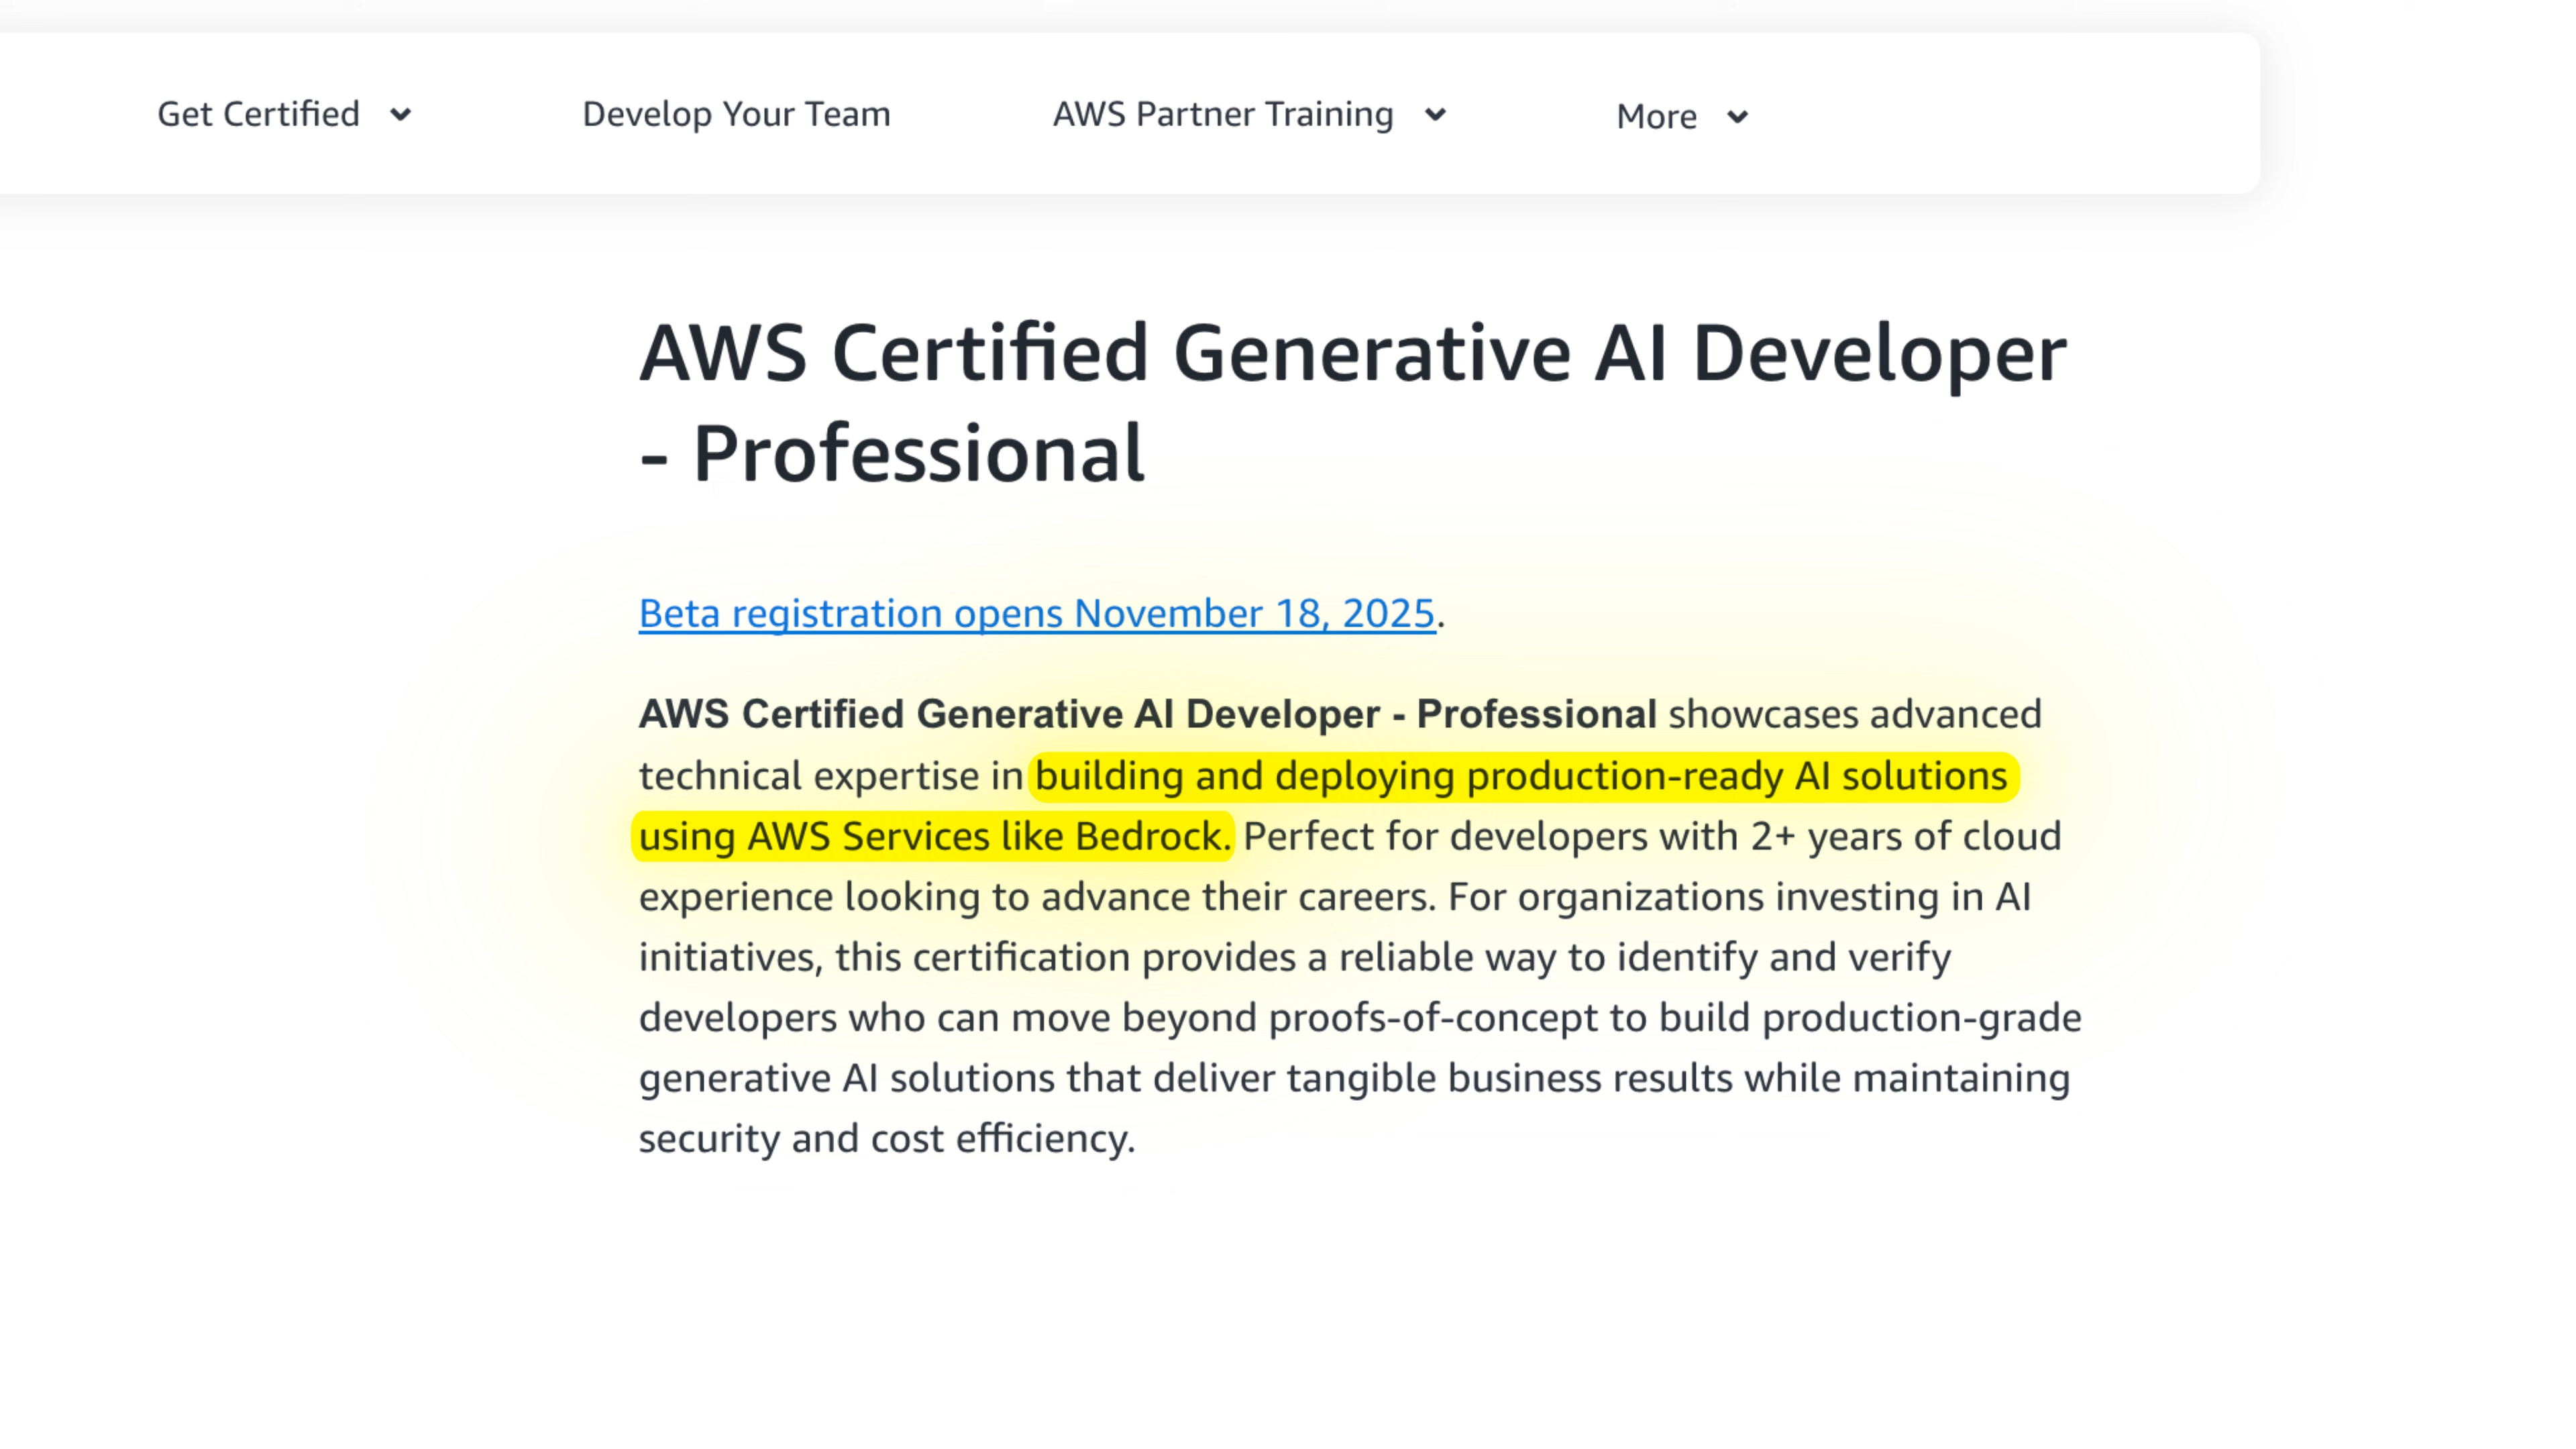 Get Certified
Develop Your Team
AWS Partner Training
More
AWS Certified Generative AI Developer
- Professional
Beta registration opens November 18, 2025.
AWS Certified Generative AI Developer - Professional showcases advanced
technical expertise in building and deploying production-ready AI solutions
using AWS Services like Bedrock. Perfect for developers with 2+ years of cloud
experience looking to advance their careers. For organizations investing in AI
initiatives, this certification provides a reliable way to identify and verify
developers who can move beyond proofs-of-concept to build production-grade
generative AI solutions that deliver tangible business results while maintaining
security and cost efficiency.